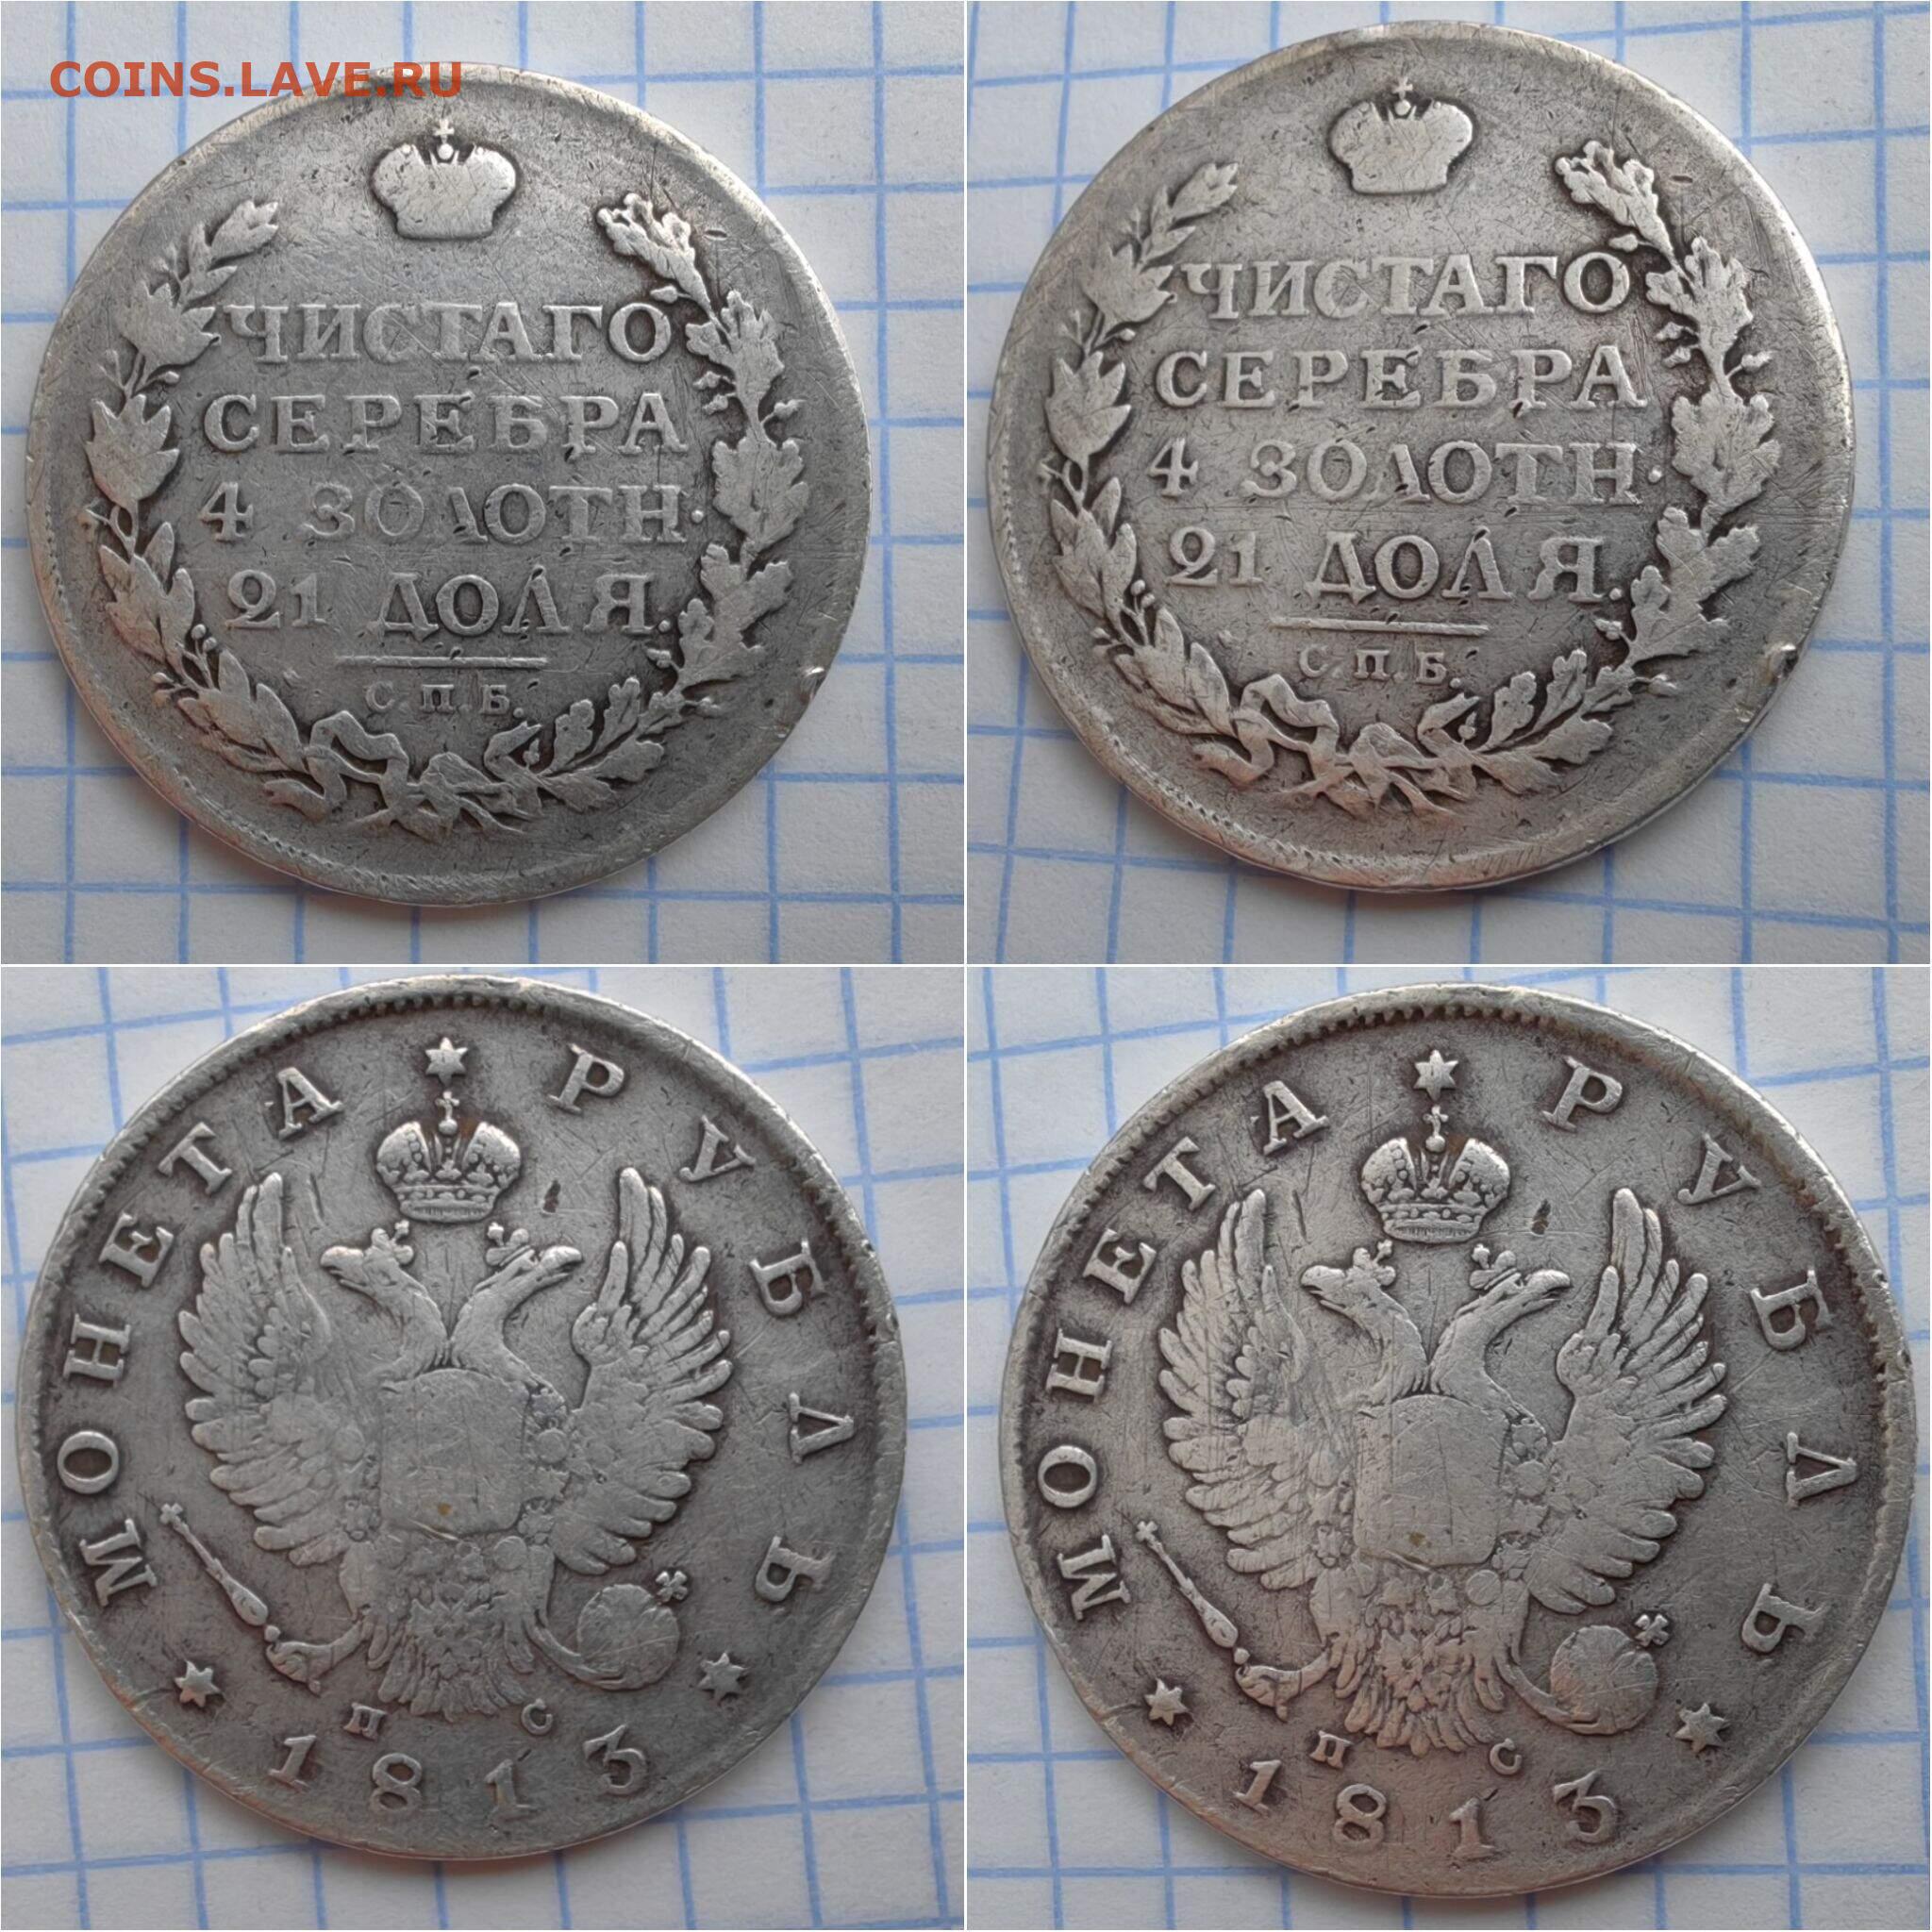 COINS.LAVE.RU
ЧИСТАГО
СЕРЕБРА
4 ЗОЛОТН.
21 ДОЛЯ.
С.П.Б.
ЧИСТАГО
СЕРЕБРА
4 ЗОЛОТН.
21 ДОЛЯ.
С.П.Б.
МОНЕТА РУБЛЬ
П С
1813
МОНЕТА РУБЛЬ
П С
1813